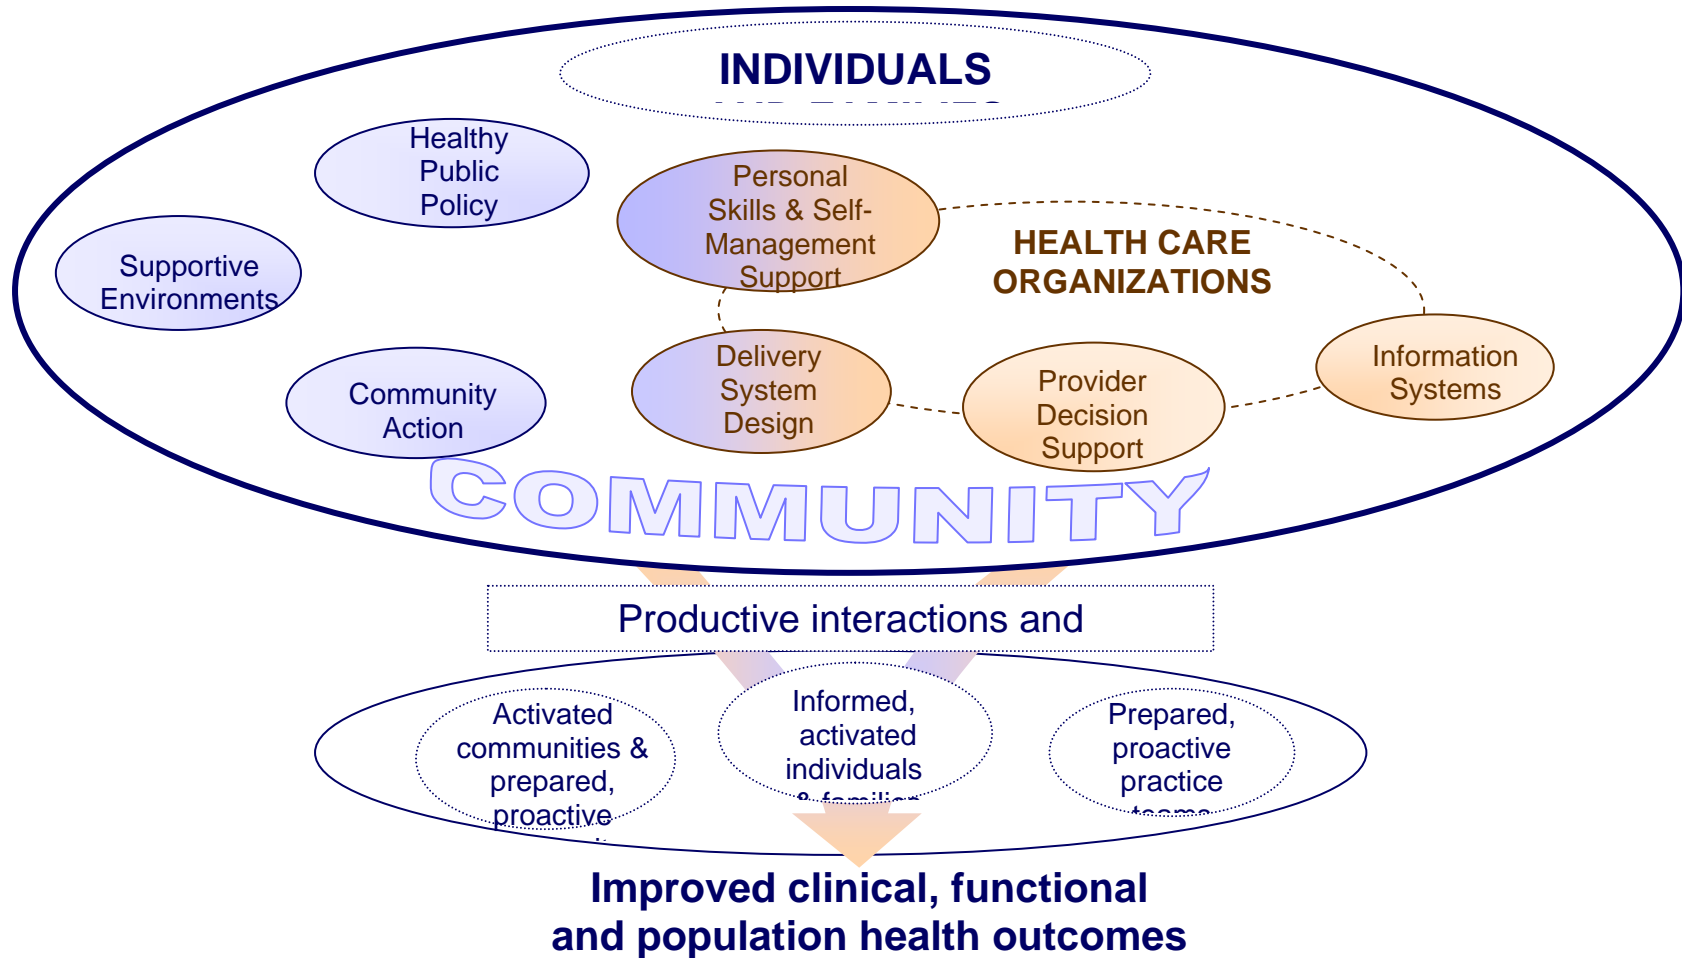 INDIVIDUALS
Healthy
Public
Policy
Supportive
Environments
Community
Action
Personal
Skills & Self-
Management
Support
HEALTH CARE
ORGANIZATIONS
Delivery
System
Design
Provider
Decision
Support
Information
Systems
COMMUNITY
Productive interactions and
Activated
communities &
prepared,
proactive
Informed,
activated
individuals
& families
Prepared,
proactive
practice
teams
Improved clinical, functional
and population health outcomes